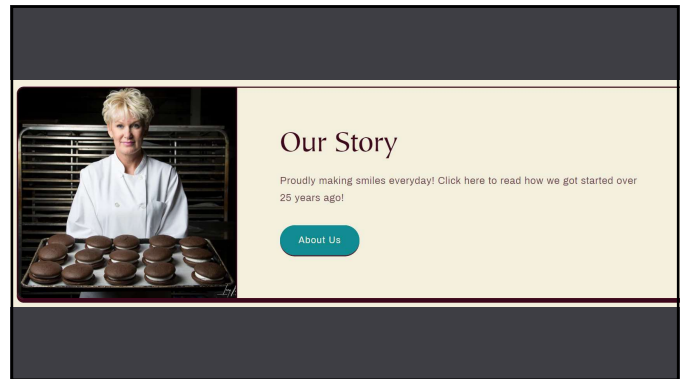 Our Story
Proudly making smiles everyday! Click here to read how we got started over
25 years ago!
About Us